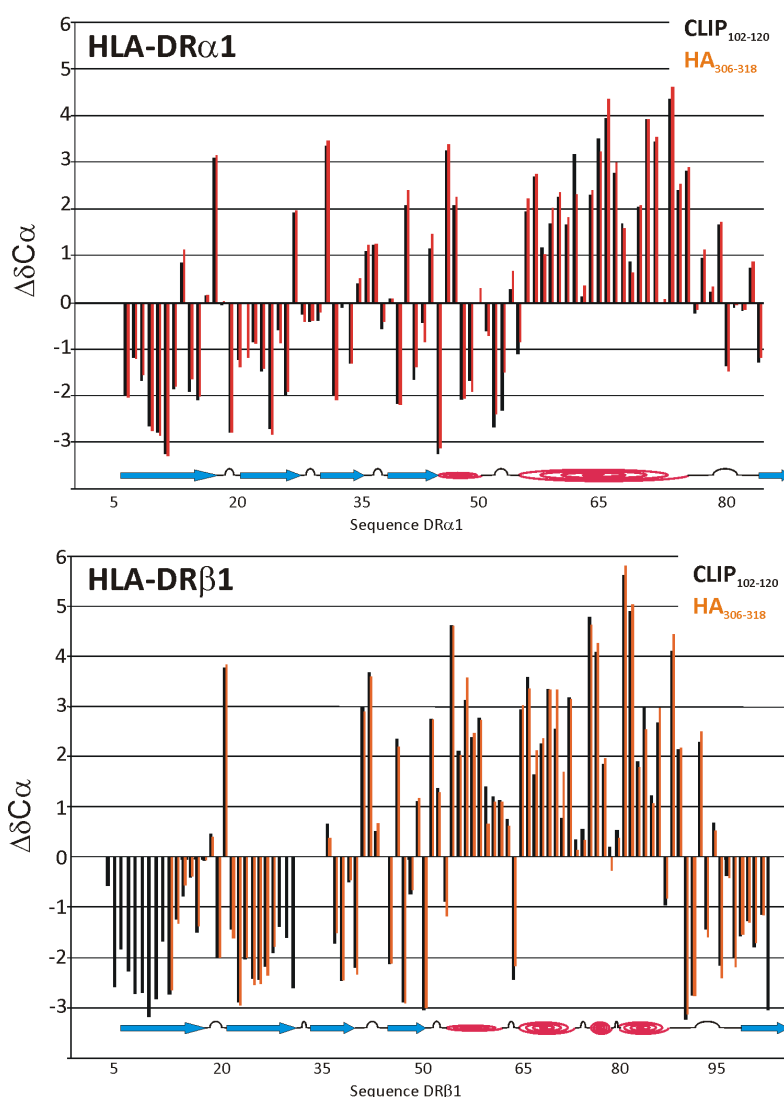 HLA-DRα1
CLIP102-120
HA306-318
6
5
4
3
2
1
0
-1
-2
-3
ΔδCα
5 20 35 50 65 80
Sequence DRα1
HLA-DRβ1
CLIP102-120
HA306-318
6
5
4
3
2
1
0
-1
-2
-3
ΔδCα
5 20 35 50 65 80 95
Sequence DRβ1